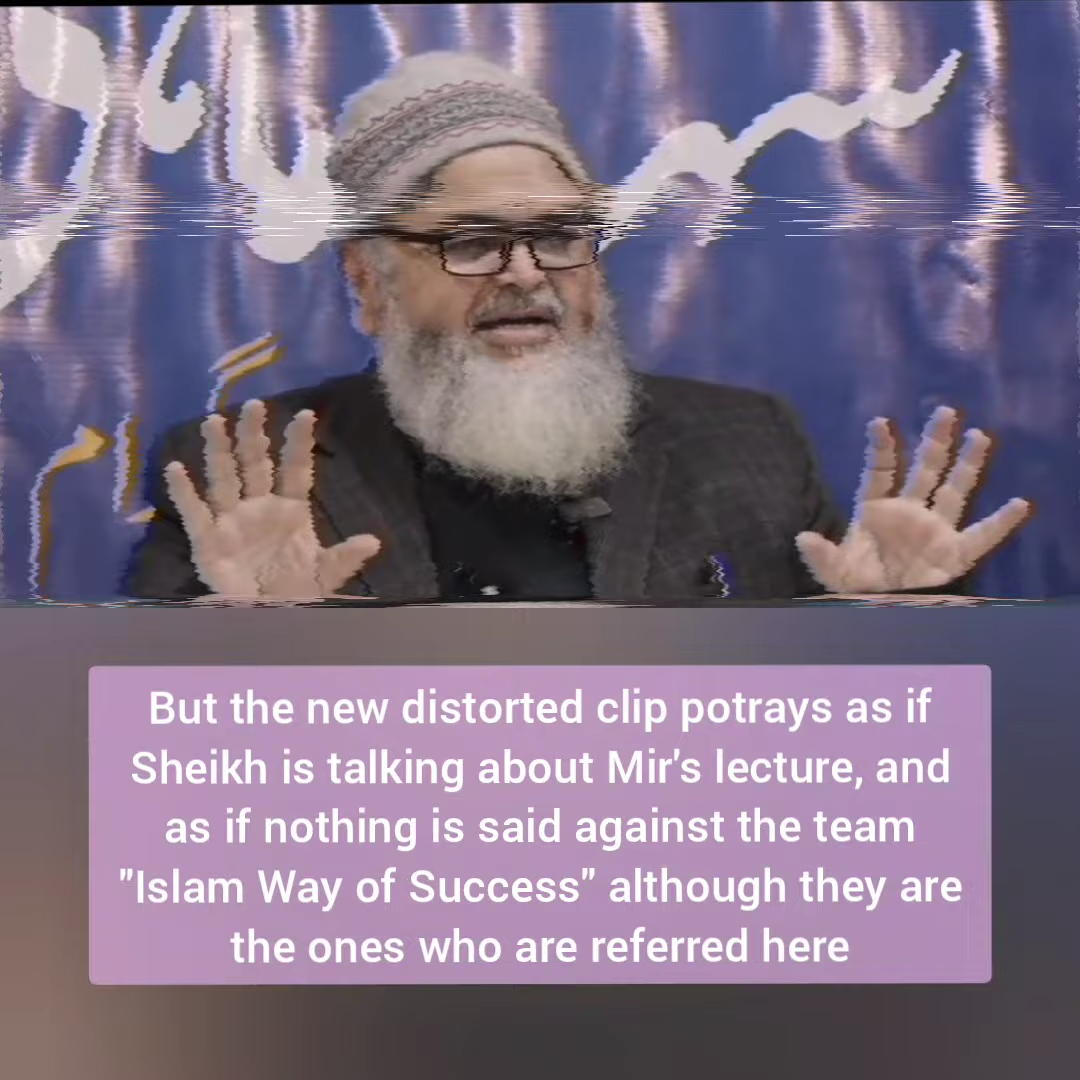 ام
But the new distorted clip potrays as if
Sheikh is talking about Mir's lecture, and
as if nothing is said against the team
"Islam Way of Success" although they are
the ones who are referred here